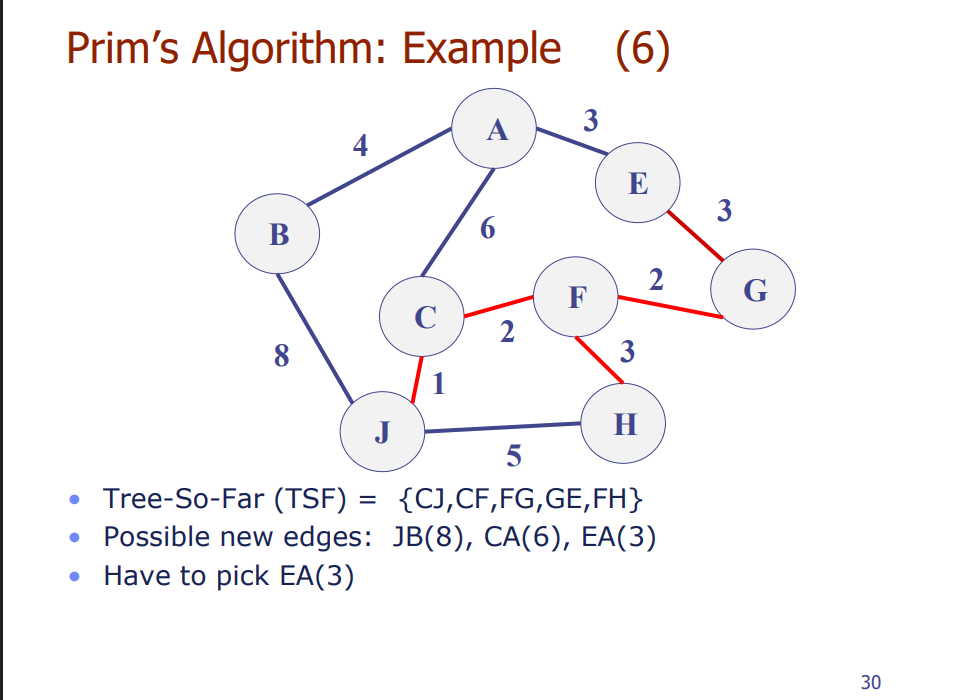 Prim's Algorithm: Example (6)
A
3
4
E
3
B
6
G
2
F
C
2
3
8
1
H
J
5
• Tree-So-Far (TSF) = {CJ,CF,FG,GE,FH}
• Possible new edges: JB(8), CA(6), EA(3)
• Have to pick EA(3)
30